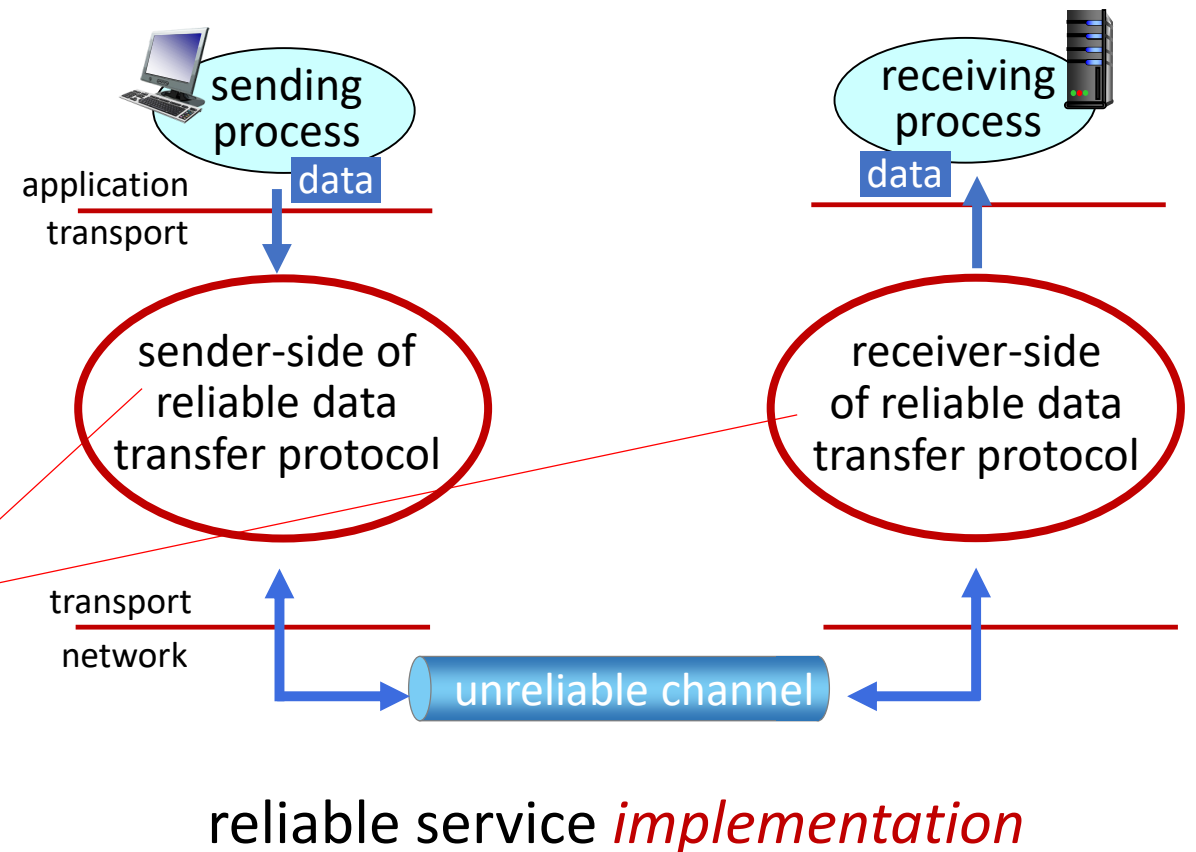 sending
process
data
application
transport
receiving
process
data
sender-side of
reliable data
transfer protocol
receiver-side
of reliable data
transfer protocol
transport
network
unreliable channel
reliable service implementation